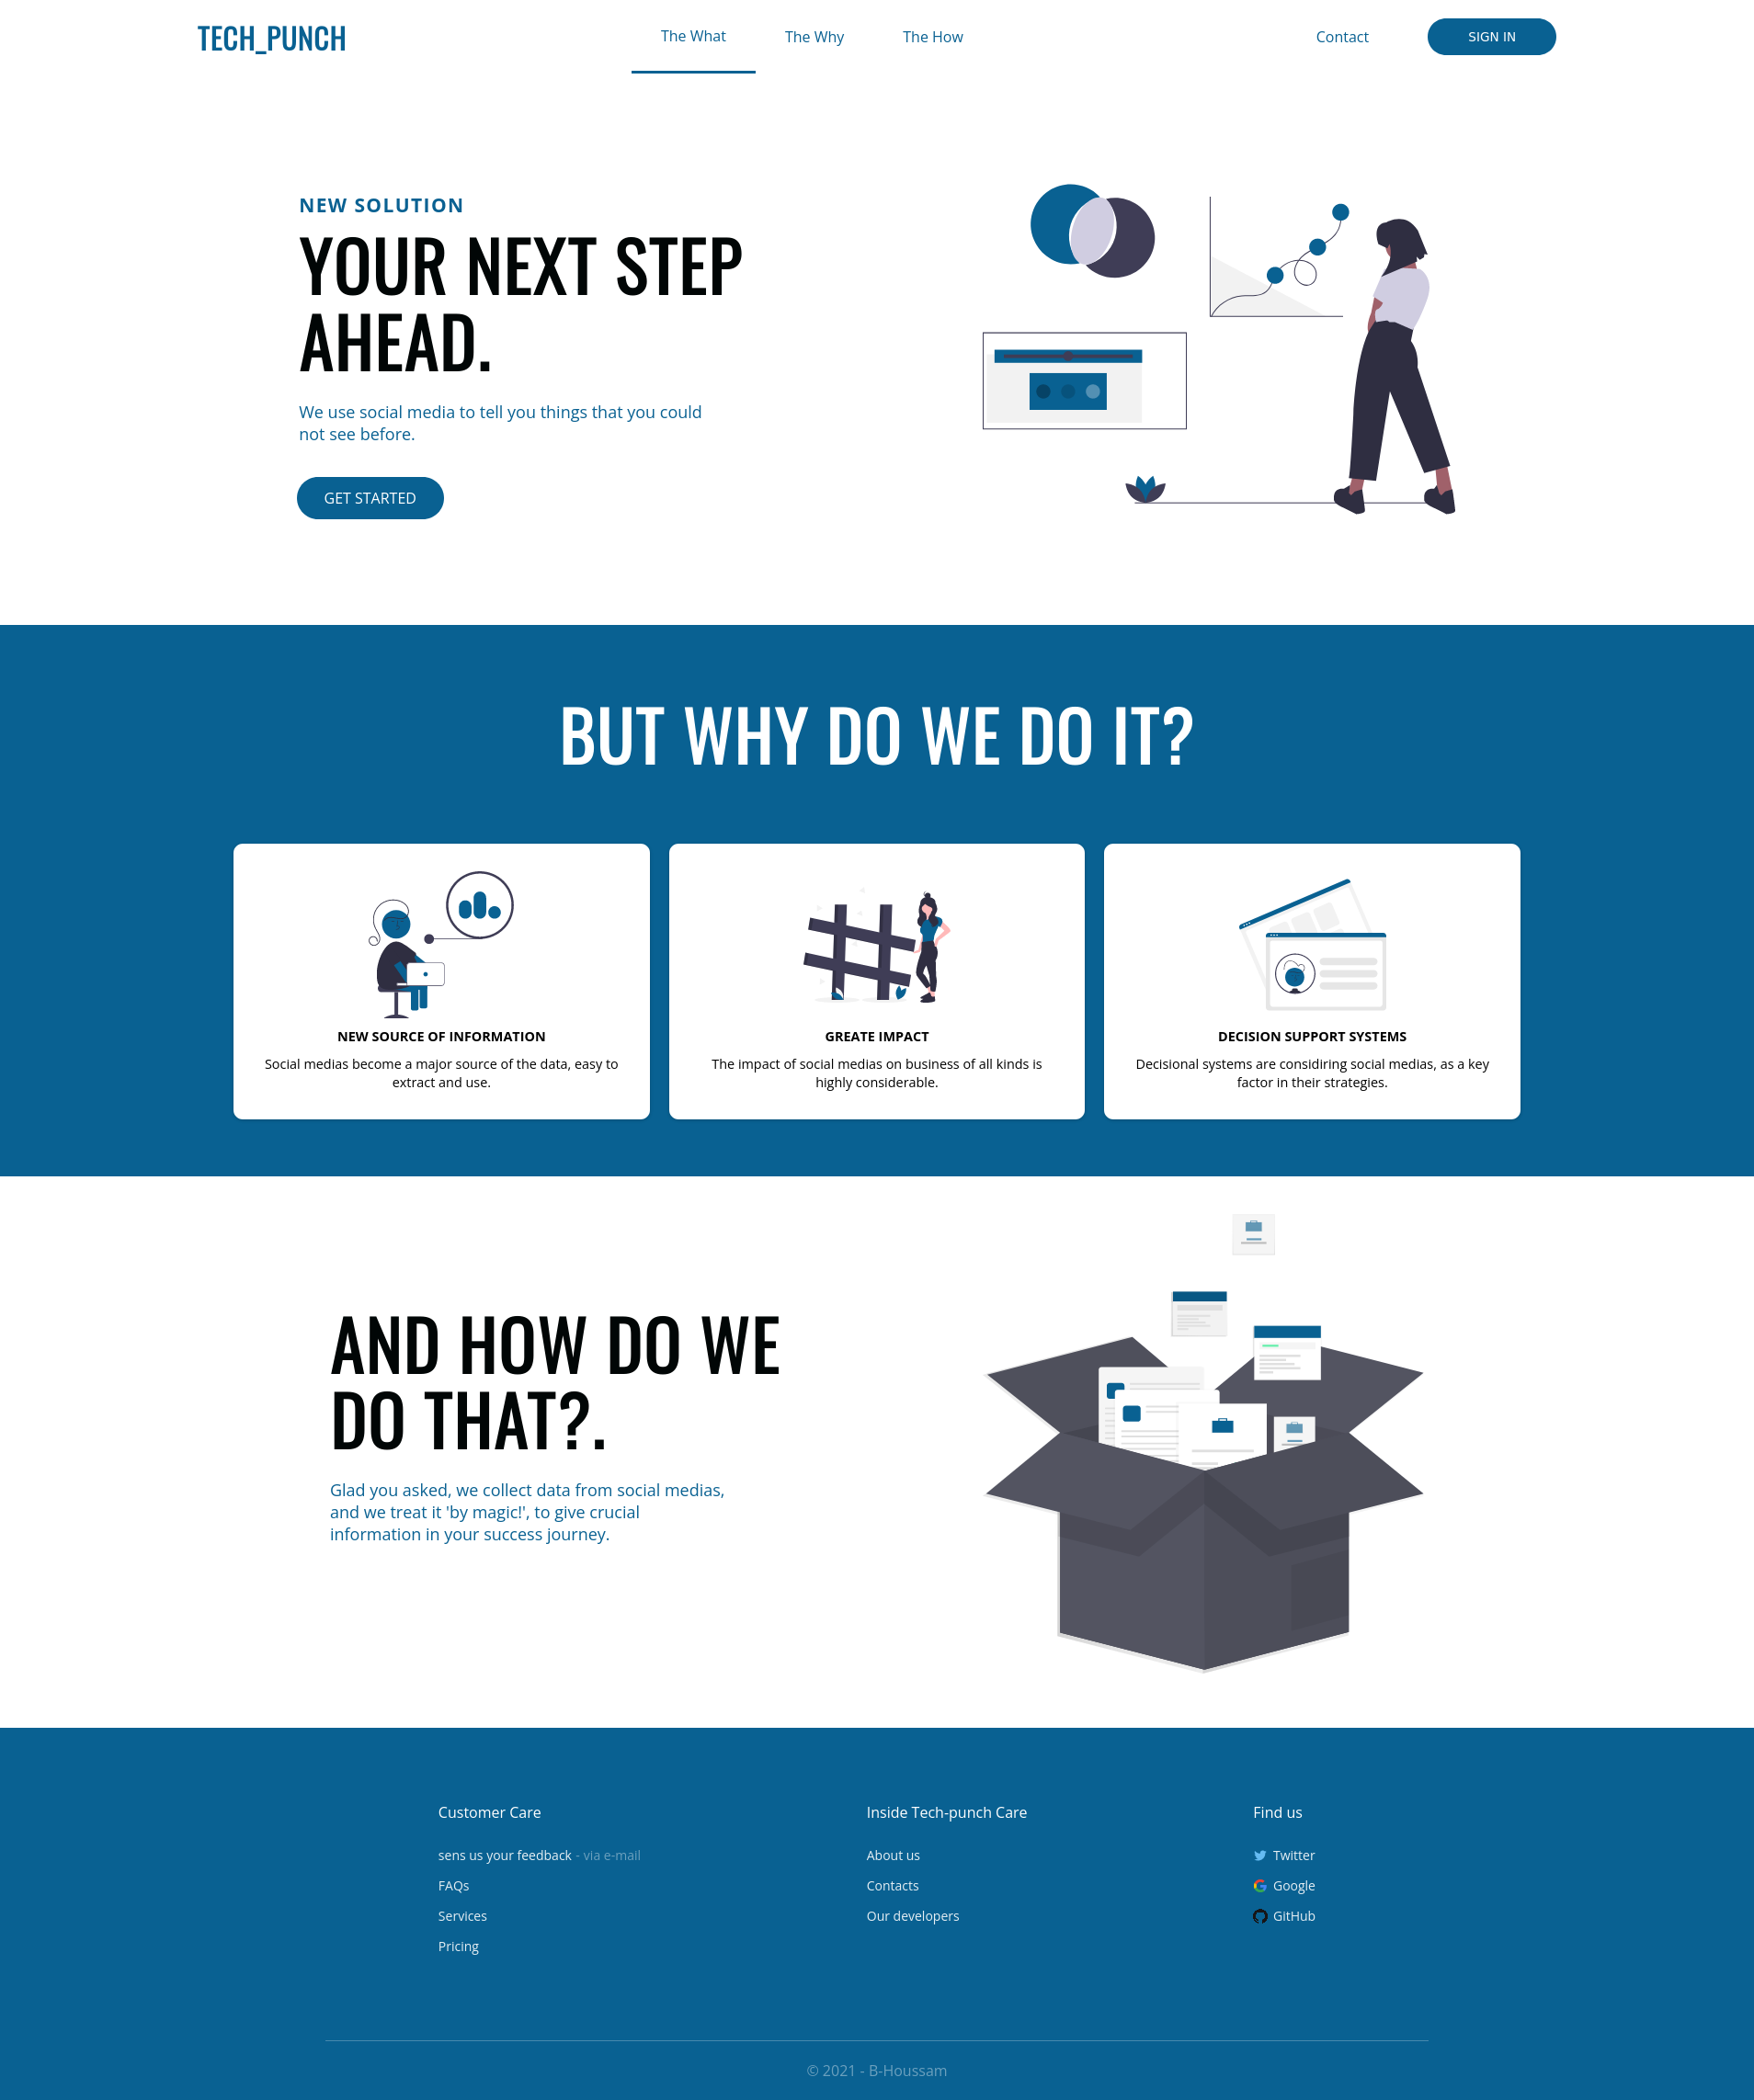 TECH_PUNCH
The What
The Why
The How
Contact
SIGN IN
NEW SOLUTION
YOUR NEXT STEP
AHEAD.
We use social media to tell you things that you could
not see before.
GET STARTED
BUT WHY DO WE DO IT?
NEW SOURCE OF INFORMATION
Social medias become a major source of the data, easy to
extract and use.
GREATE IMPACT
The impact of social medias on business of all kinds is
highly considerable.
DECISION SUPPORT SYSTEMS
Decisional systems are considiring social medias, as a key
factor in their strategies.
AND HOW DO WE
DO THAT?.
Glad you asked, we collect data from social medias,
and we treat it 'by magic!', to give crucial
information in your success journey.
Customer Care
sens us your feedback - via e-mail
FAQs
Services
Pricing
Inside Tech-punch Care
About us
Contacts
Our developers
Find us
Twitter
Google
GitHub
© 2021 - B-Houssam